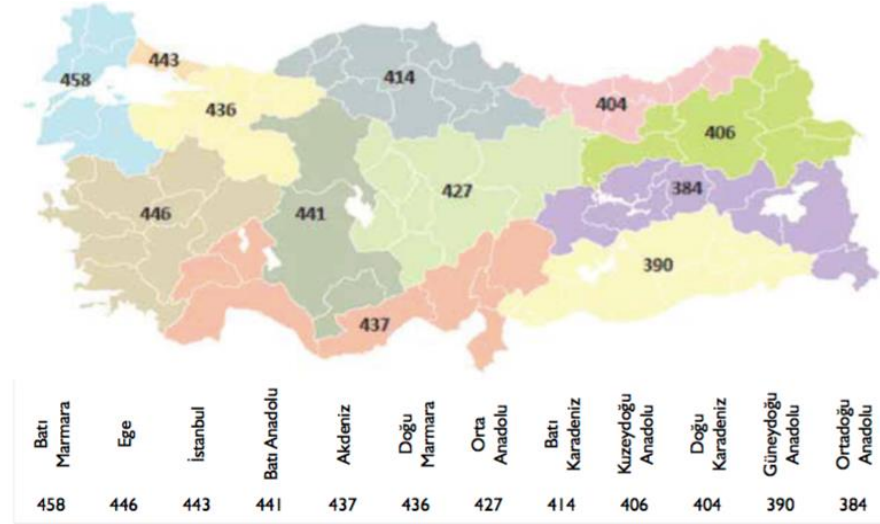 458
443
436
414
404
406
446
441
427
384
390
437
Batı
Marmara
Ege
İstanbul
Batı Anadolu
Akdeniz
Doğu
Marmara
Orta
Anadolu
Batı
Karadeniz
Kuzeydoğu
Anadolu
Doğu
Karadeniz
Güneydoğu
Anadolu
Ortadoğu
Anadolu
458 446 443 441 437 436 427 414 406 404 390 384